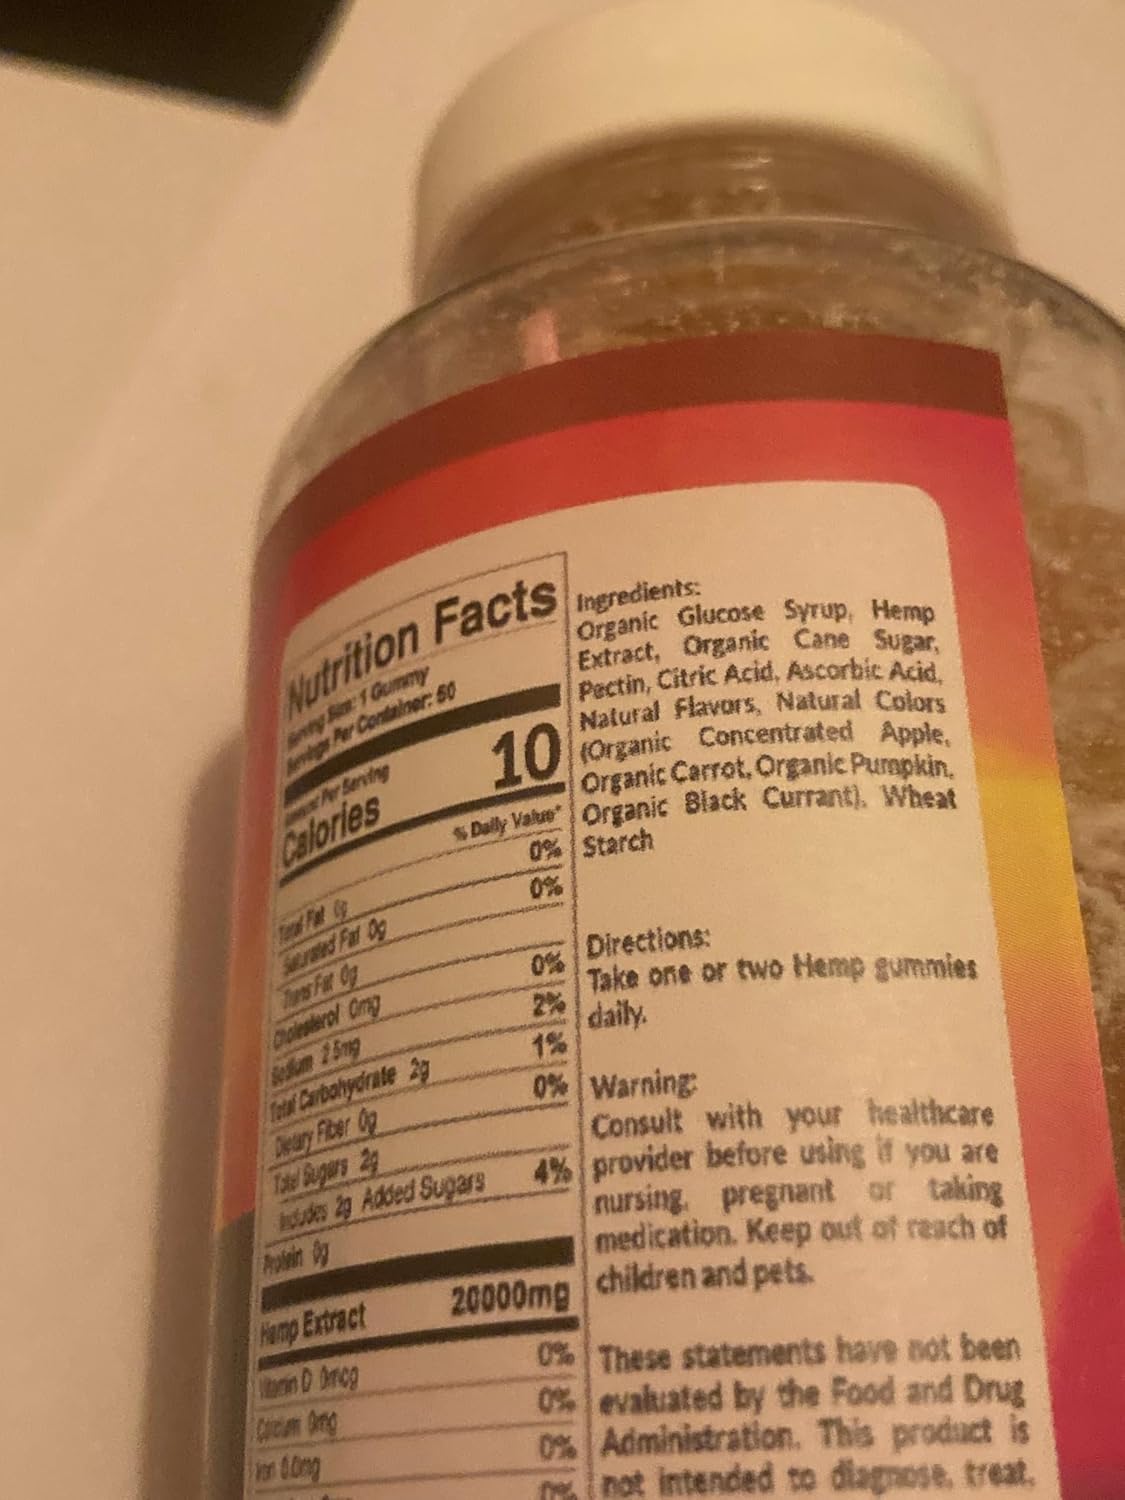 Nutrition Facts
Serving Size: 1 Gummy
Servings Per Container: 60
Amount Per Serving
Calories 10
% Daily Value*
Total Fat 0g 0%
Saturated Fat 0g 0%
Trans Fat 0g
Cholesterol 0mg 0%
Sodium 25mg 2%
Total Carbohydrate 2g 1%
Dietary Fiber 0g 0%
Total Sugars 2g
Includes 2g Added Sugars 4%
Protein 0g
Hemp Extract 20000mg
Vitamin D 0mcg 0%
Calcium 0mg 0%
Iron 0.0mg 0%
0%
Ingredients:
Organic Glucose Syrup, Hemp
Extract, Organic Cane Sugar,
Pectin, Citric Acid, Ascorbic Acid,
Natural Flavors, Natural Colors
(Organic Concentrated Apple,
Organic Carrot, Organic Pumpkin,
Organic Black Currant), Wheat
Starch
Directions:
Take one or two Hemp gummies
daily.
Warning:
Consult with your healthcare
provider before using if you are
nursing, pregnant or taking
medication. Keep out of reach of
children and pets.
These statements have not been
evaluated by the Food and Drug
Administration. This product is
not intended to diagnose, treat,